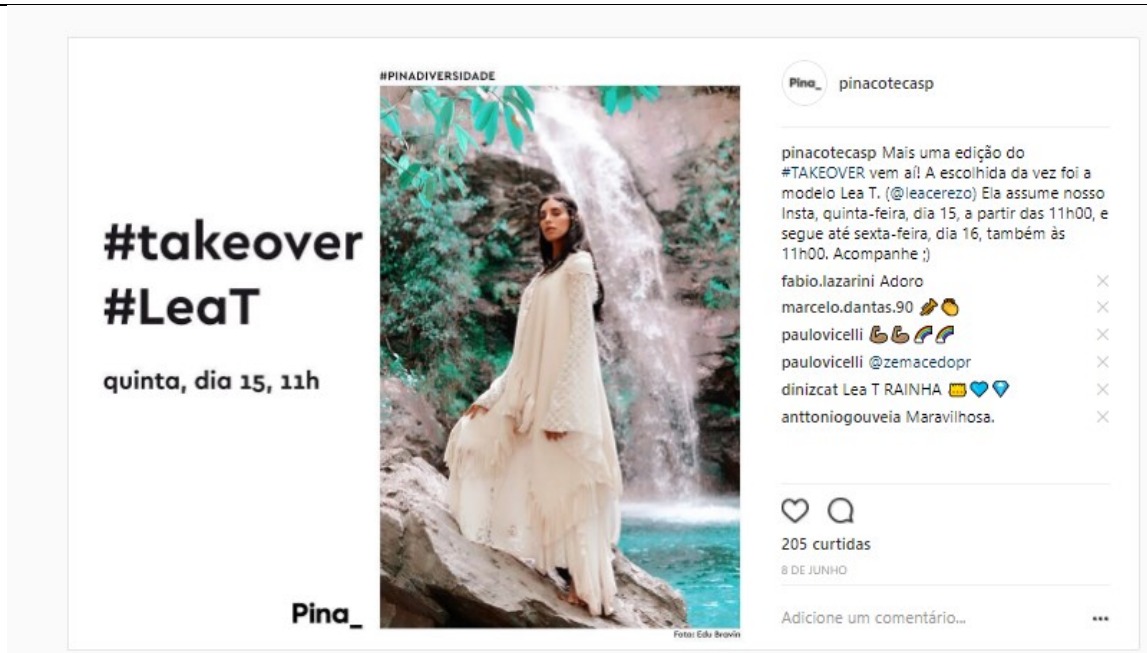 #PINADIVERSIDADE
#takeover
#LeaT
quinta, dia 15, 11h
Pina_
Foto: Edu Bravin
Pina_
pinacotecasp
pinacotecasp Mais uma edição do
#TAKEOVER vem aí! A escolhida da vez foi a
modelo Lea T. (@leacerezo) Ela assume nosso
Insta, quinta-feira, dia 15, a partir das 11h00, e
segue até sexta-feira, dia 16, também às
11h00. Acompanhe ;)
fabio.lazarini Adoro
marcelo.dantas.90
paulovicelli
paulovicelli @zemacedopr
dinizcat Lea T RAINHA
anttoniogouveia Maravilhosa.
205 curtidas
8 DE JUNHO
Adicione um comentário...